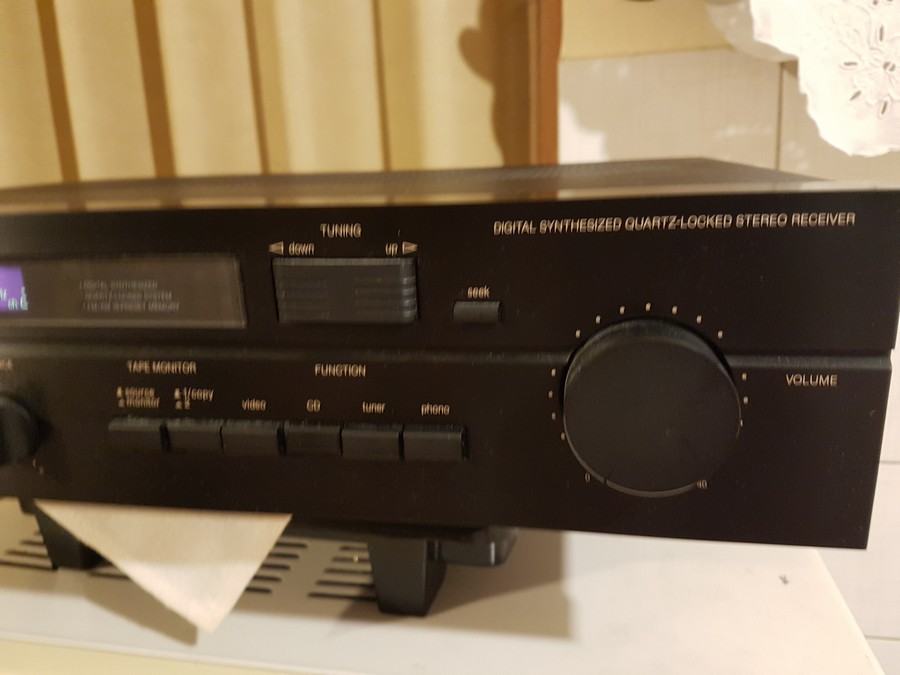 TUNING
down up
DIGITAL SYNTHESIZED QUARTZ-LOCKED STEREO RECEIVER
seek
TAPE MONITOR
FUNCTION
source
monitor
1/copy
2
video
CD
tuner
phono
VOLUME
0